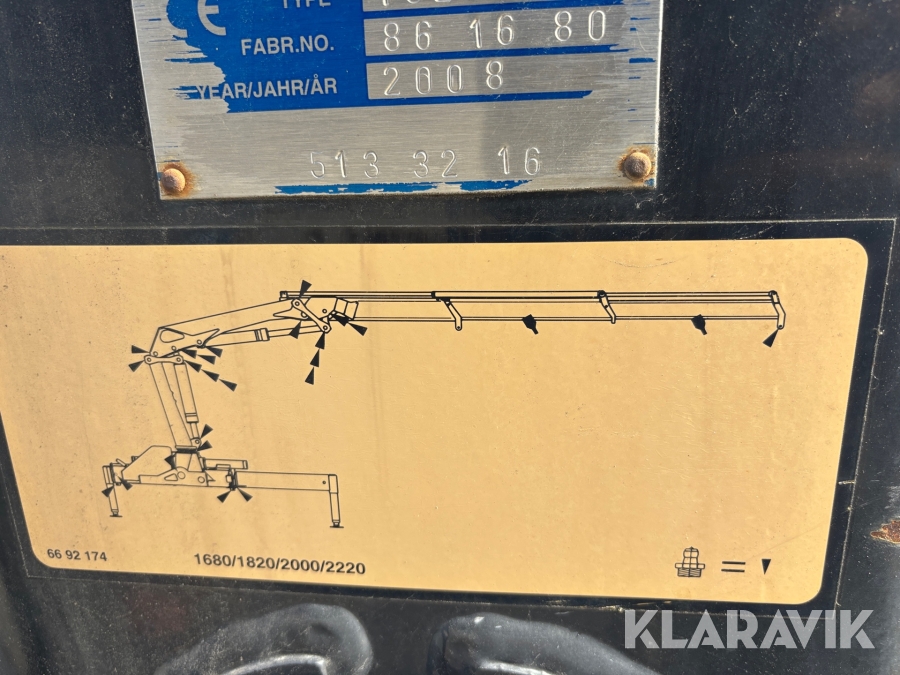 CE
TYPE
FABR.NO. 86 16 80
YEAR/JAHR/ÅR 2008
513 32 16
66 92 174
1680/1820/2000/2220
=
KLARAVIK